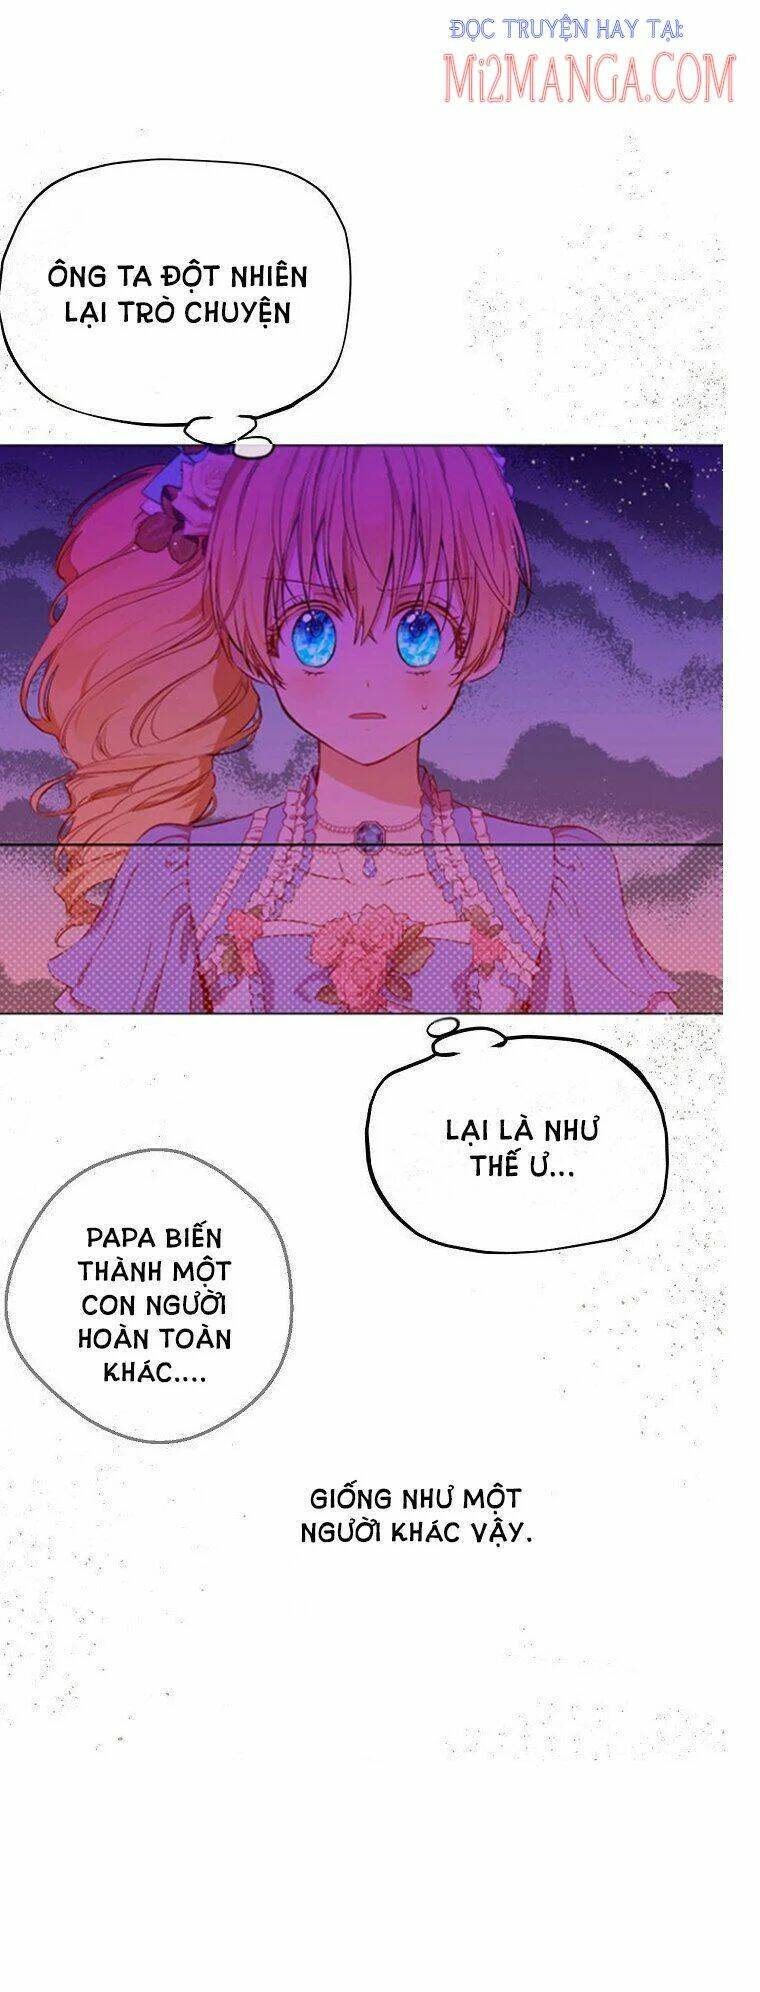 ĐỌC TRUYỆN HAY TẠI:
MI2MANGA.COM
ÔNG TA ĐỘT NHIÊN
LẠI TRÒ CHUYỆN
LẠI LÀ NHƯ
THẾ Ư...
PAPA BIẾN
THÀNH MỘT
CON NGƯỜI
HOÀN TOÀN
KHÁC....
GIỐNG NHƯ MỘT
NGƯỜI KHÁC VẬY.